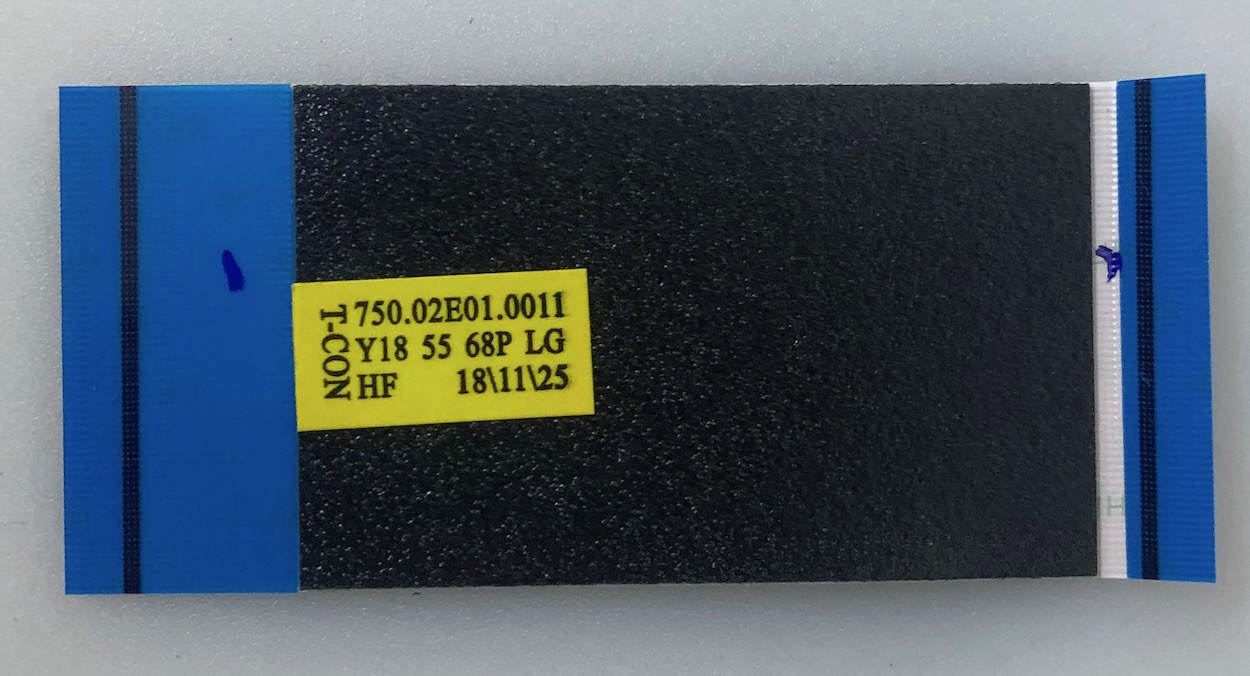 T-CON
750.02E01.0011
Y18 55 68P LG
HF 18\11\25